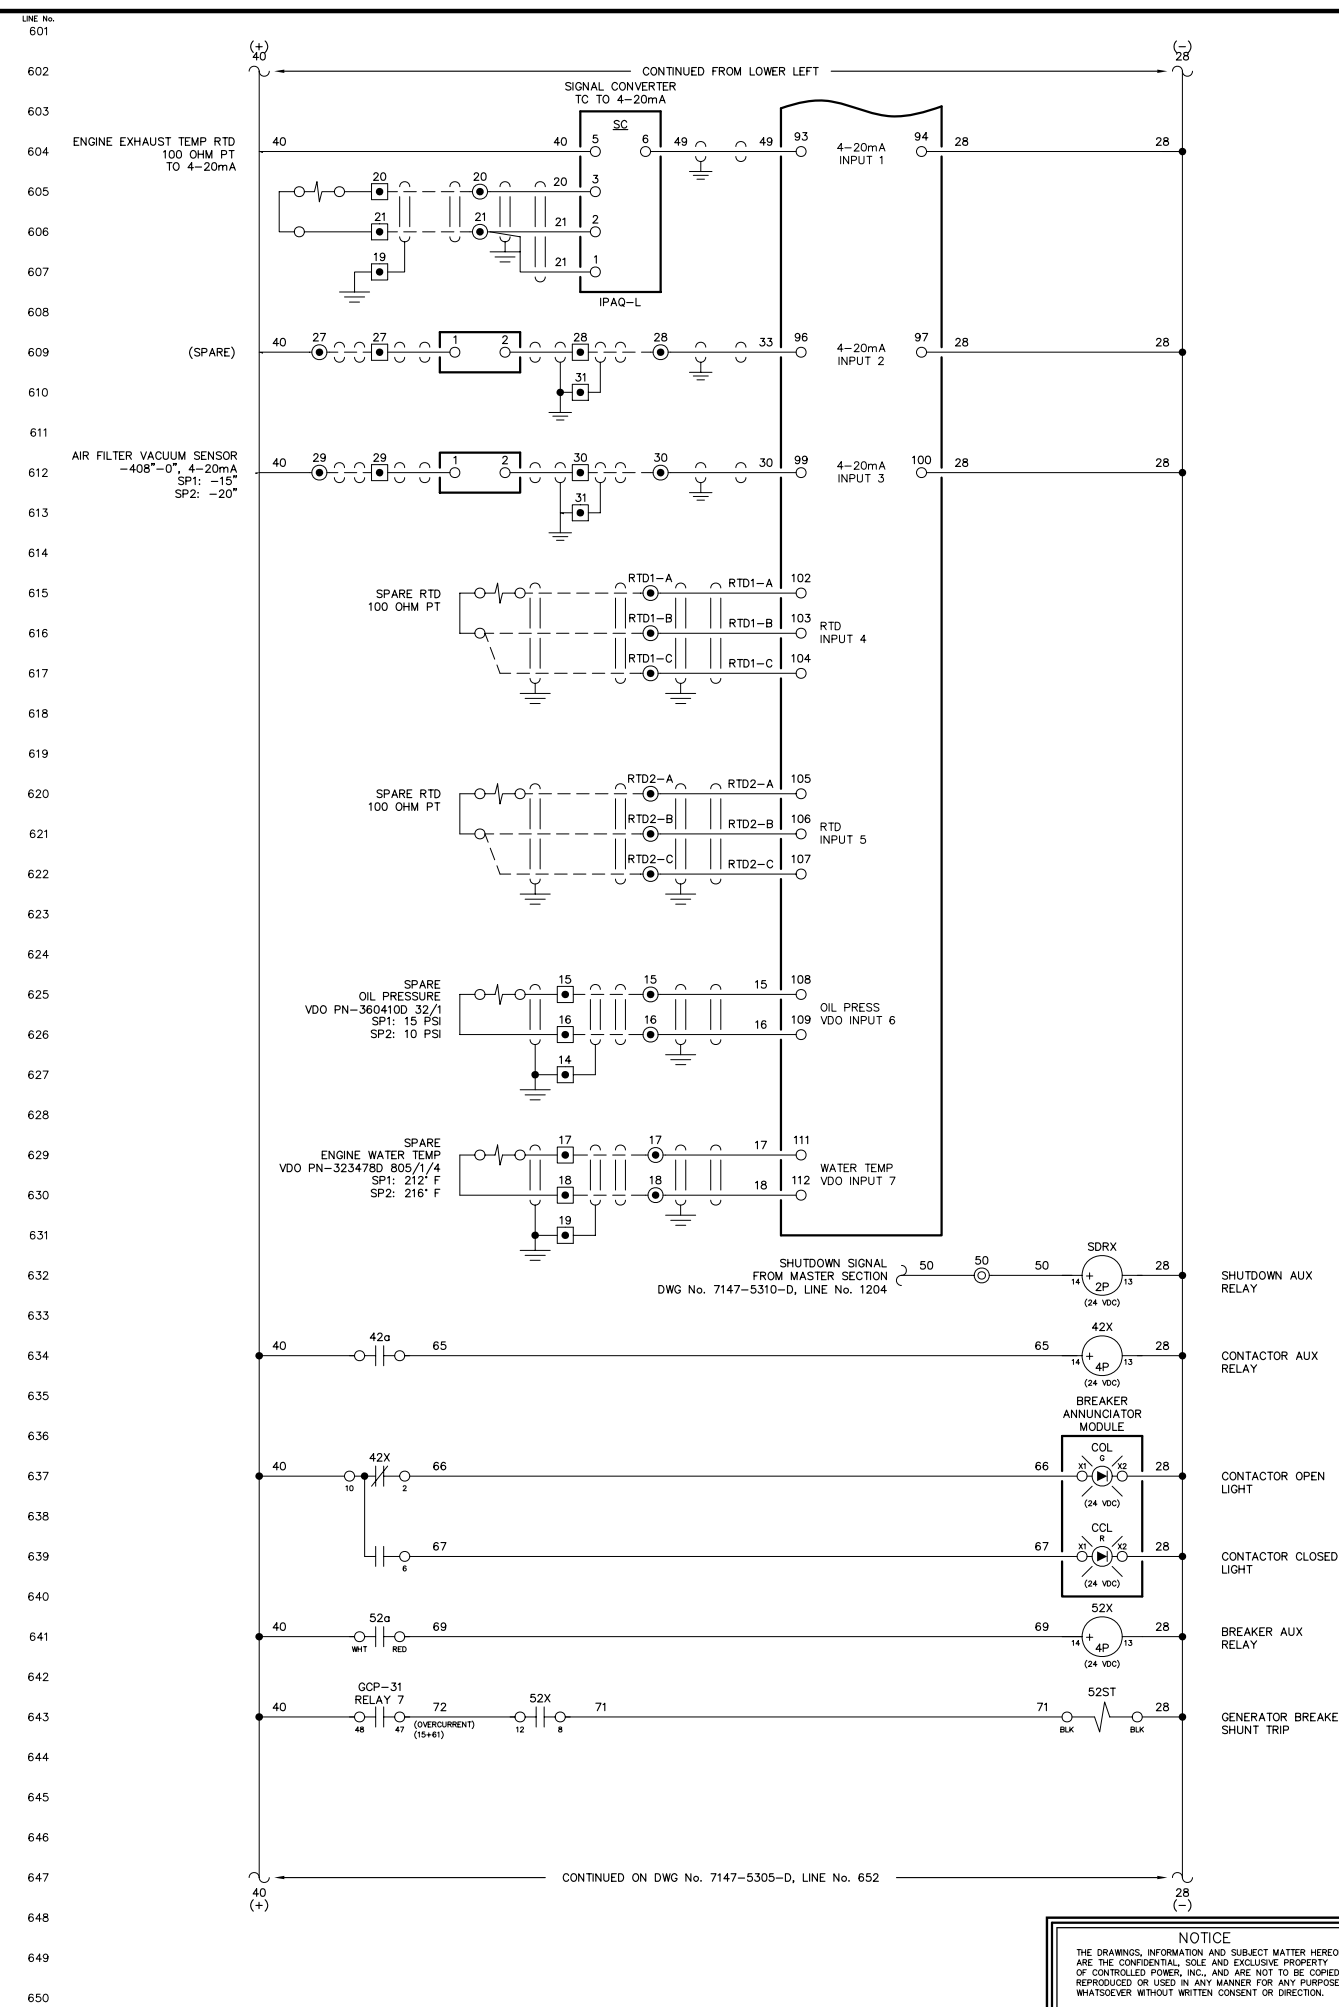 LINE No.
601
(+)
40
(-)
28
602
CONTINUED FROM LOWER LEFT
SIGNAL CONVERTER
TC TO 4-20mA
603
SC
ENGINE EXHAUST TEMP RTD
100 OHM PT
TO 4-20mA
604
40 40 5 6 49 49 93 4-20mA 94 28 28
INPUT 1
605
20 20 20 3
606
21 21 21 2
607
19 21 1
IPAQ-L
608
609
(SPARE) 40 27 27 1 2 28 28 33 96 4-20mA 97 28 28
INPUT 2
610
31
611
AIR FILTER VACUUM SENSOR
-408"-0", 4-20mA
SP1: -15"
SP2: -20"
612
40 29 29 1 2 30 30 30 99 4-20mA 100 28 28
INPUT 3
613
31
614
615
SPARE RTD
100 OHM PT
RTD1-A RTD1-A 102
616
RTD1-B RTD1-B 103 RTD
INPUT 4
617
RTD1-C RTD1-C 104
618
619
620
SPARE RTD
100 OHM PT
RTD2-A RTD2-A 105
621
RTD2-B RTD2-B 106 RTD
INPUT 5
622
RTD2-C RTD2-C 107
623
624
625
SPARE
OIL PRESSURE
VDO PN-360410D 32/1
SP1: 15 PSI
SP2: 10 PSI
15 15 15 108
OIL PRESS
VDO INPUT 6
626
16 16 16 109
627
14
628
629
SPARE
ENGINE WATER TEMP
VDO PN-323478D 805/1/4
SP1: 212° F
SP2: 216° F
17 17 17 111
WATER TEMP
VDO INPUT 7
630
18 18 18 112
631
19
632
SHUTDOWN SIGNAL
FROM MASTER SECTION
DWG No. 7147-5310-D, LINE No. 1204
50 50 50
SDRX
14 + 2P 13 28
(24 VDC)
SHUTDOWN AUX
RELAY
633
634
40 42a 65 65
42X
14 + 4P 13 28
(24 VDC)
CONTACTOR AUX
RELAY
635
BREAKER
ANNUNCIATOR
MODULE
636
637
40 10 42X 2 66 66
COL
G
X1 X2 28
(24 VDC)
CONTACTOR OPEN
LIGHT
638
639
6 67 67
CCL
R
X1 X2 28
(24 VDC)
CONTACTOR CLOSED
LIGHT
640
641
40 WHT 52a RED 69 69
52X
14 + 4P 13 28
(24 VDC)
BREAKER AUX
RELAY
642
643
GCP-31
RELAY 7
40 48 47 72
(OVERCURRENT)
(15+61)
12 52X 8 71 71
52ST
BLK BLK 28
GENERATOR BREAKE
SHUNT TRIP
644
645
646
647
CONTINUED ON DWG No. 7147-5305-D, LINE No. 652
40
(+)
28
(-)
648
649
650
NOTICE
THE DRAWINGS, INFORMATION AND SUBJECT MATTER HEREO
ARE THE CONFIDENTIAL, SOLE AND EXCLUSIVE PROPERTY
OF CONTROLLED POWER, INC., AND ARE NOT TO BE COPIED
REPRODUCED OR USED IN ANY MANNER FOR ANY PURPOSE
WHATSOEVER WITHOUT WRITTEN CONSENT OR DIRECTION.